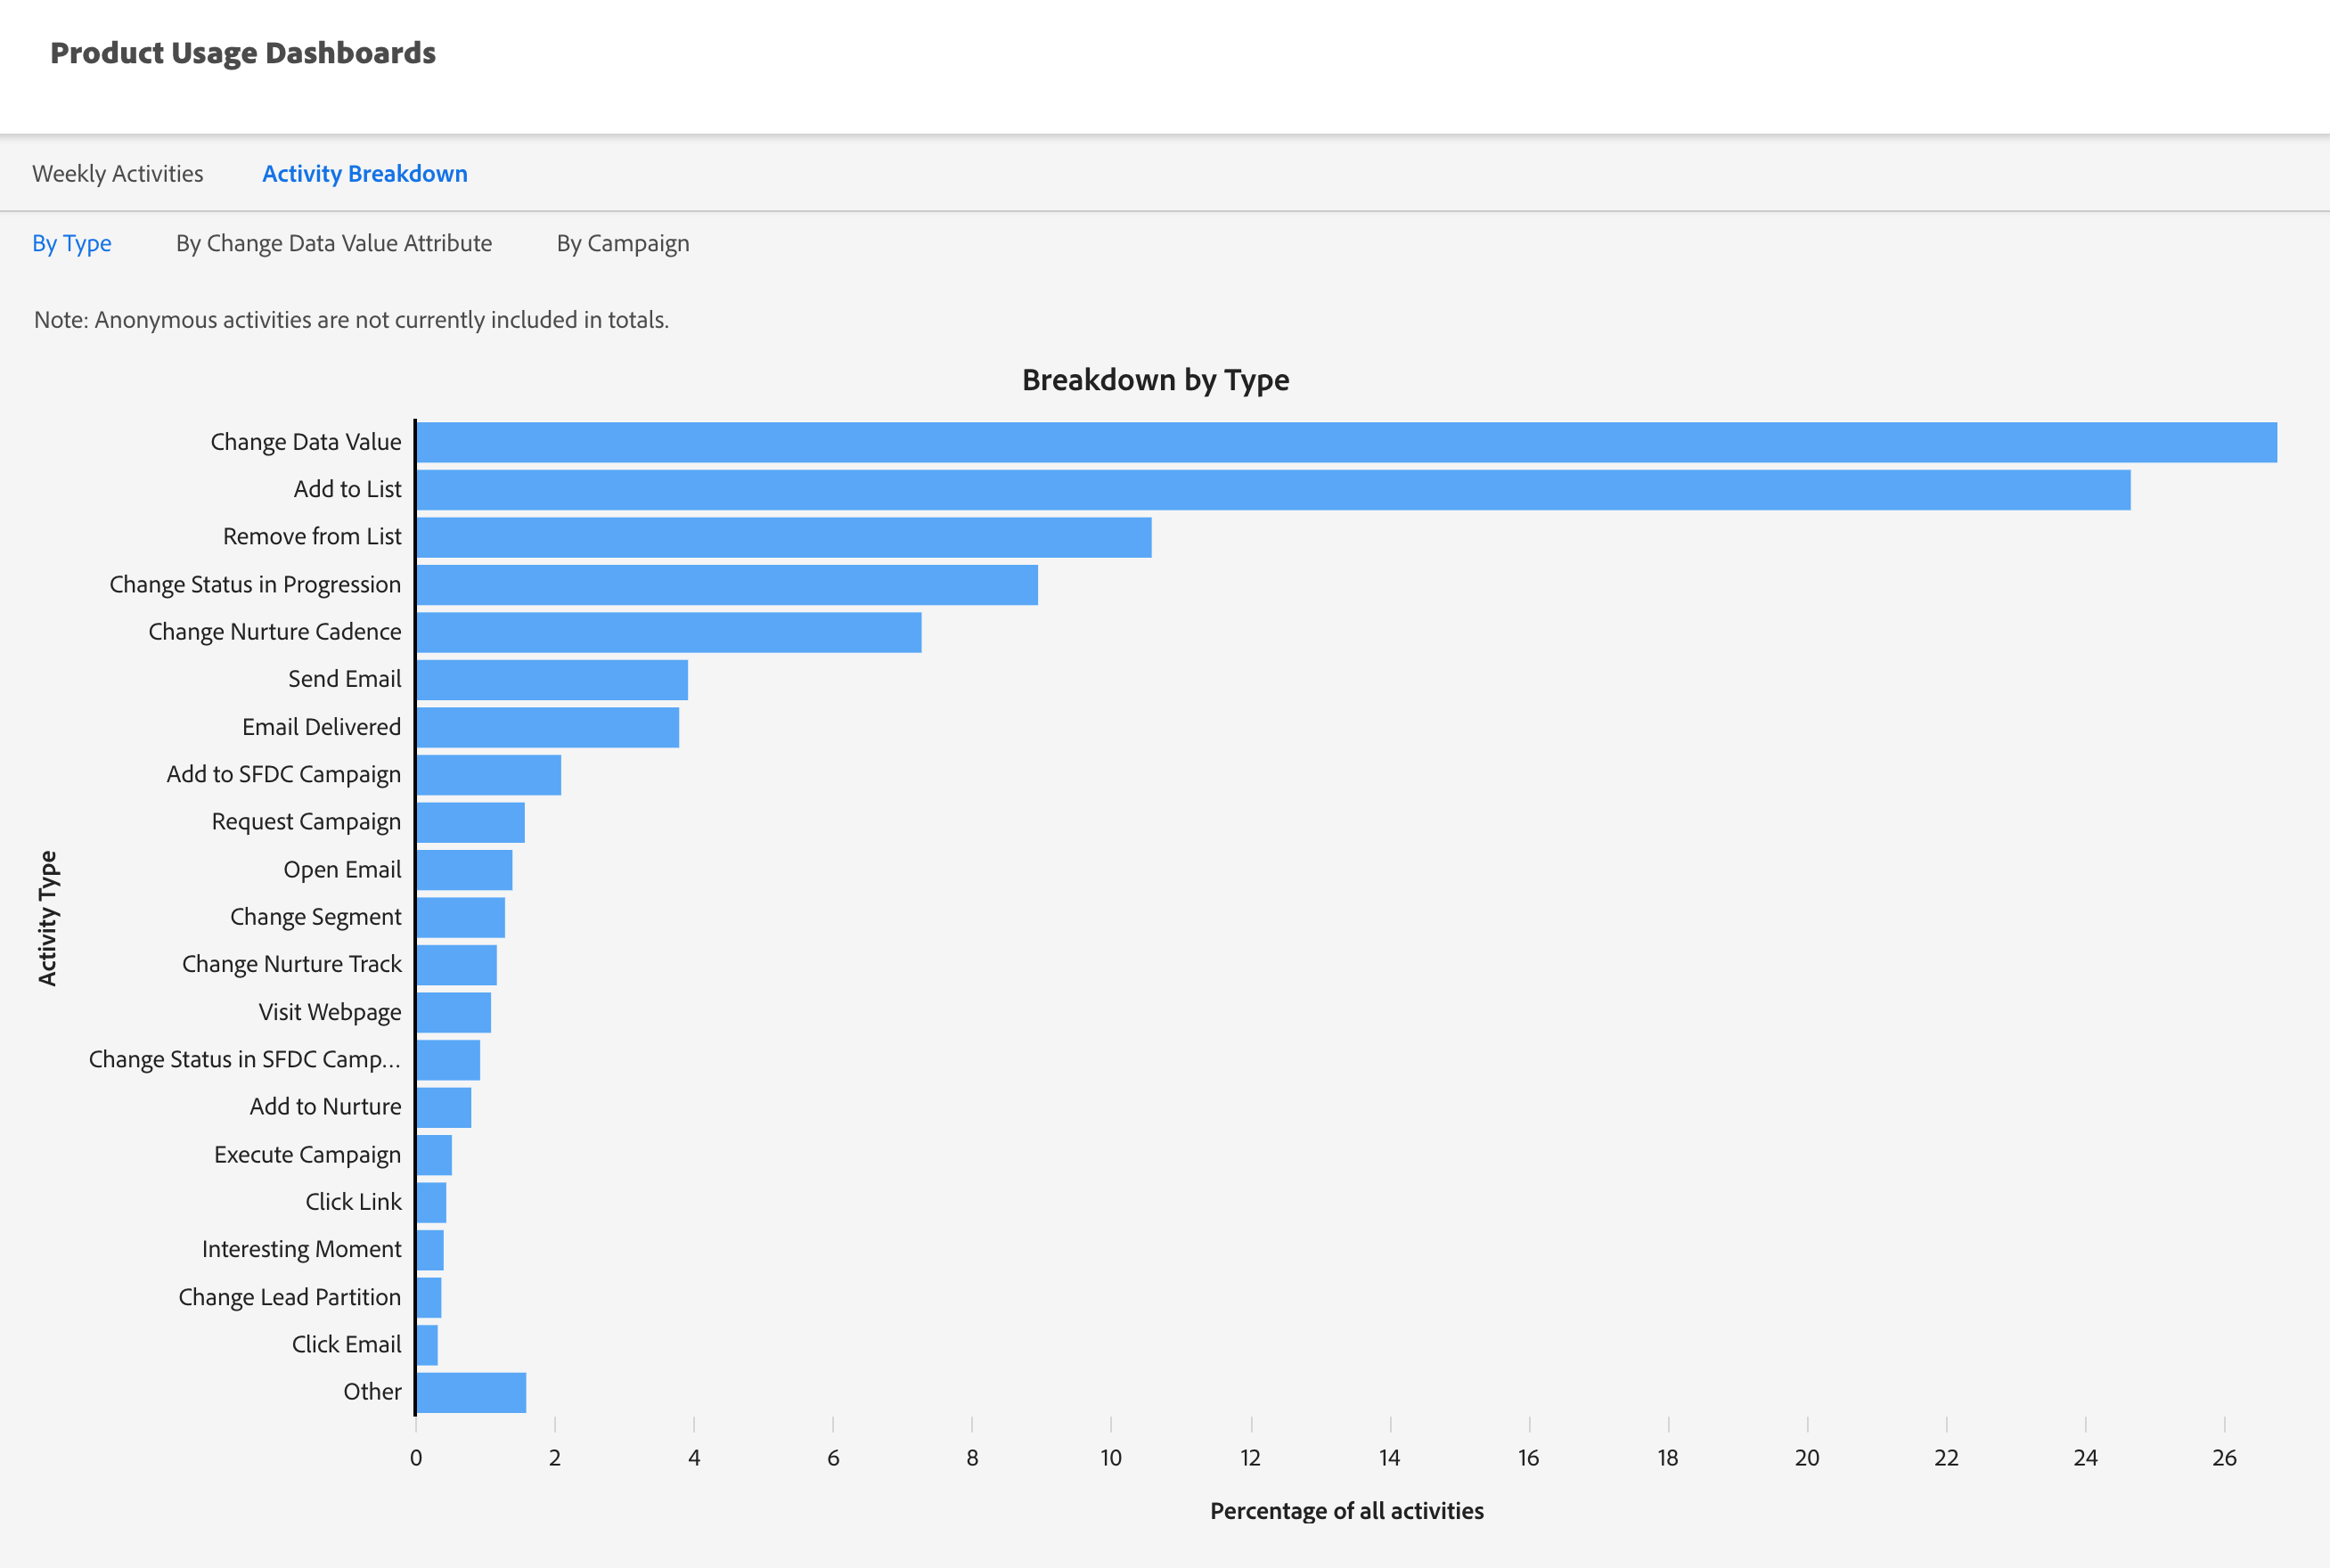 Product Usage Dashboards
Weekly Activities Activity Breakdown
By Type By Change Data Value Attribute By Campaign
Note: Anonymous activities are not currently included in totals.
Breakdown by Type
Activity Type
Change Data Value
Add to List
Remove from List
Change Status in Progression
Change Nurture Cadence
Send Email
Email Delivered
Add to SFDC Campaign
Request Campaign
Open Email
Change Segment
Change Nurture Track
Visit Webpage
Change Status in SFDC Camp...
Add to Nurture
Execute Campaign
Click Link
Interesting Moment
Change Lead Partition
Click Email
Other
0 2 4 6 8 10 12 14 16 18 20 22 24 26
Percentage of all activities